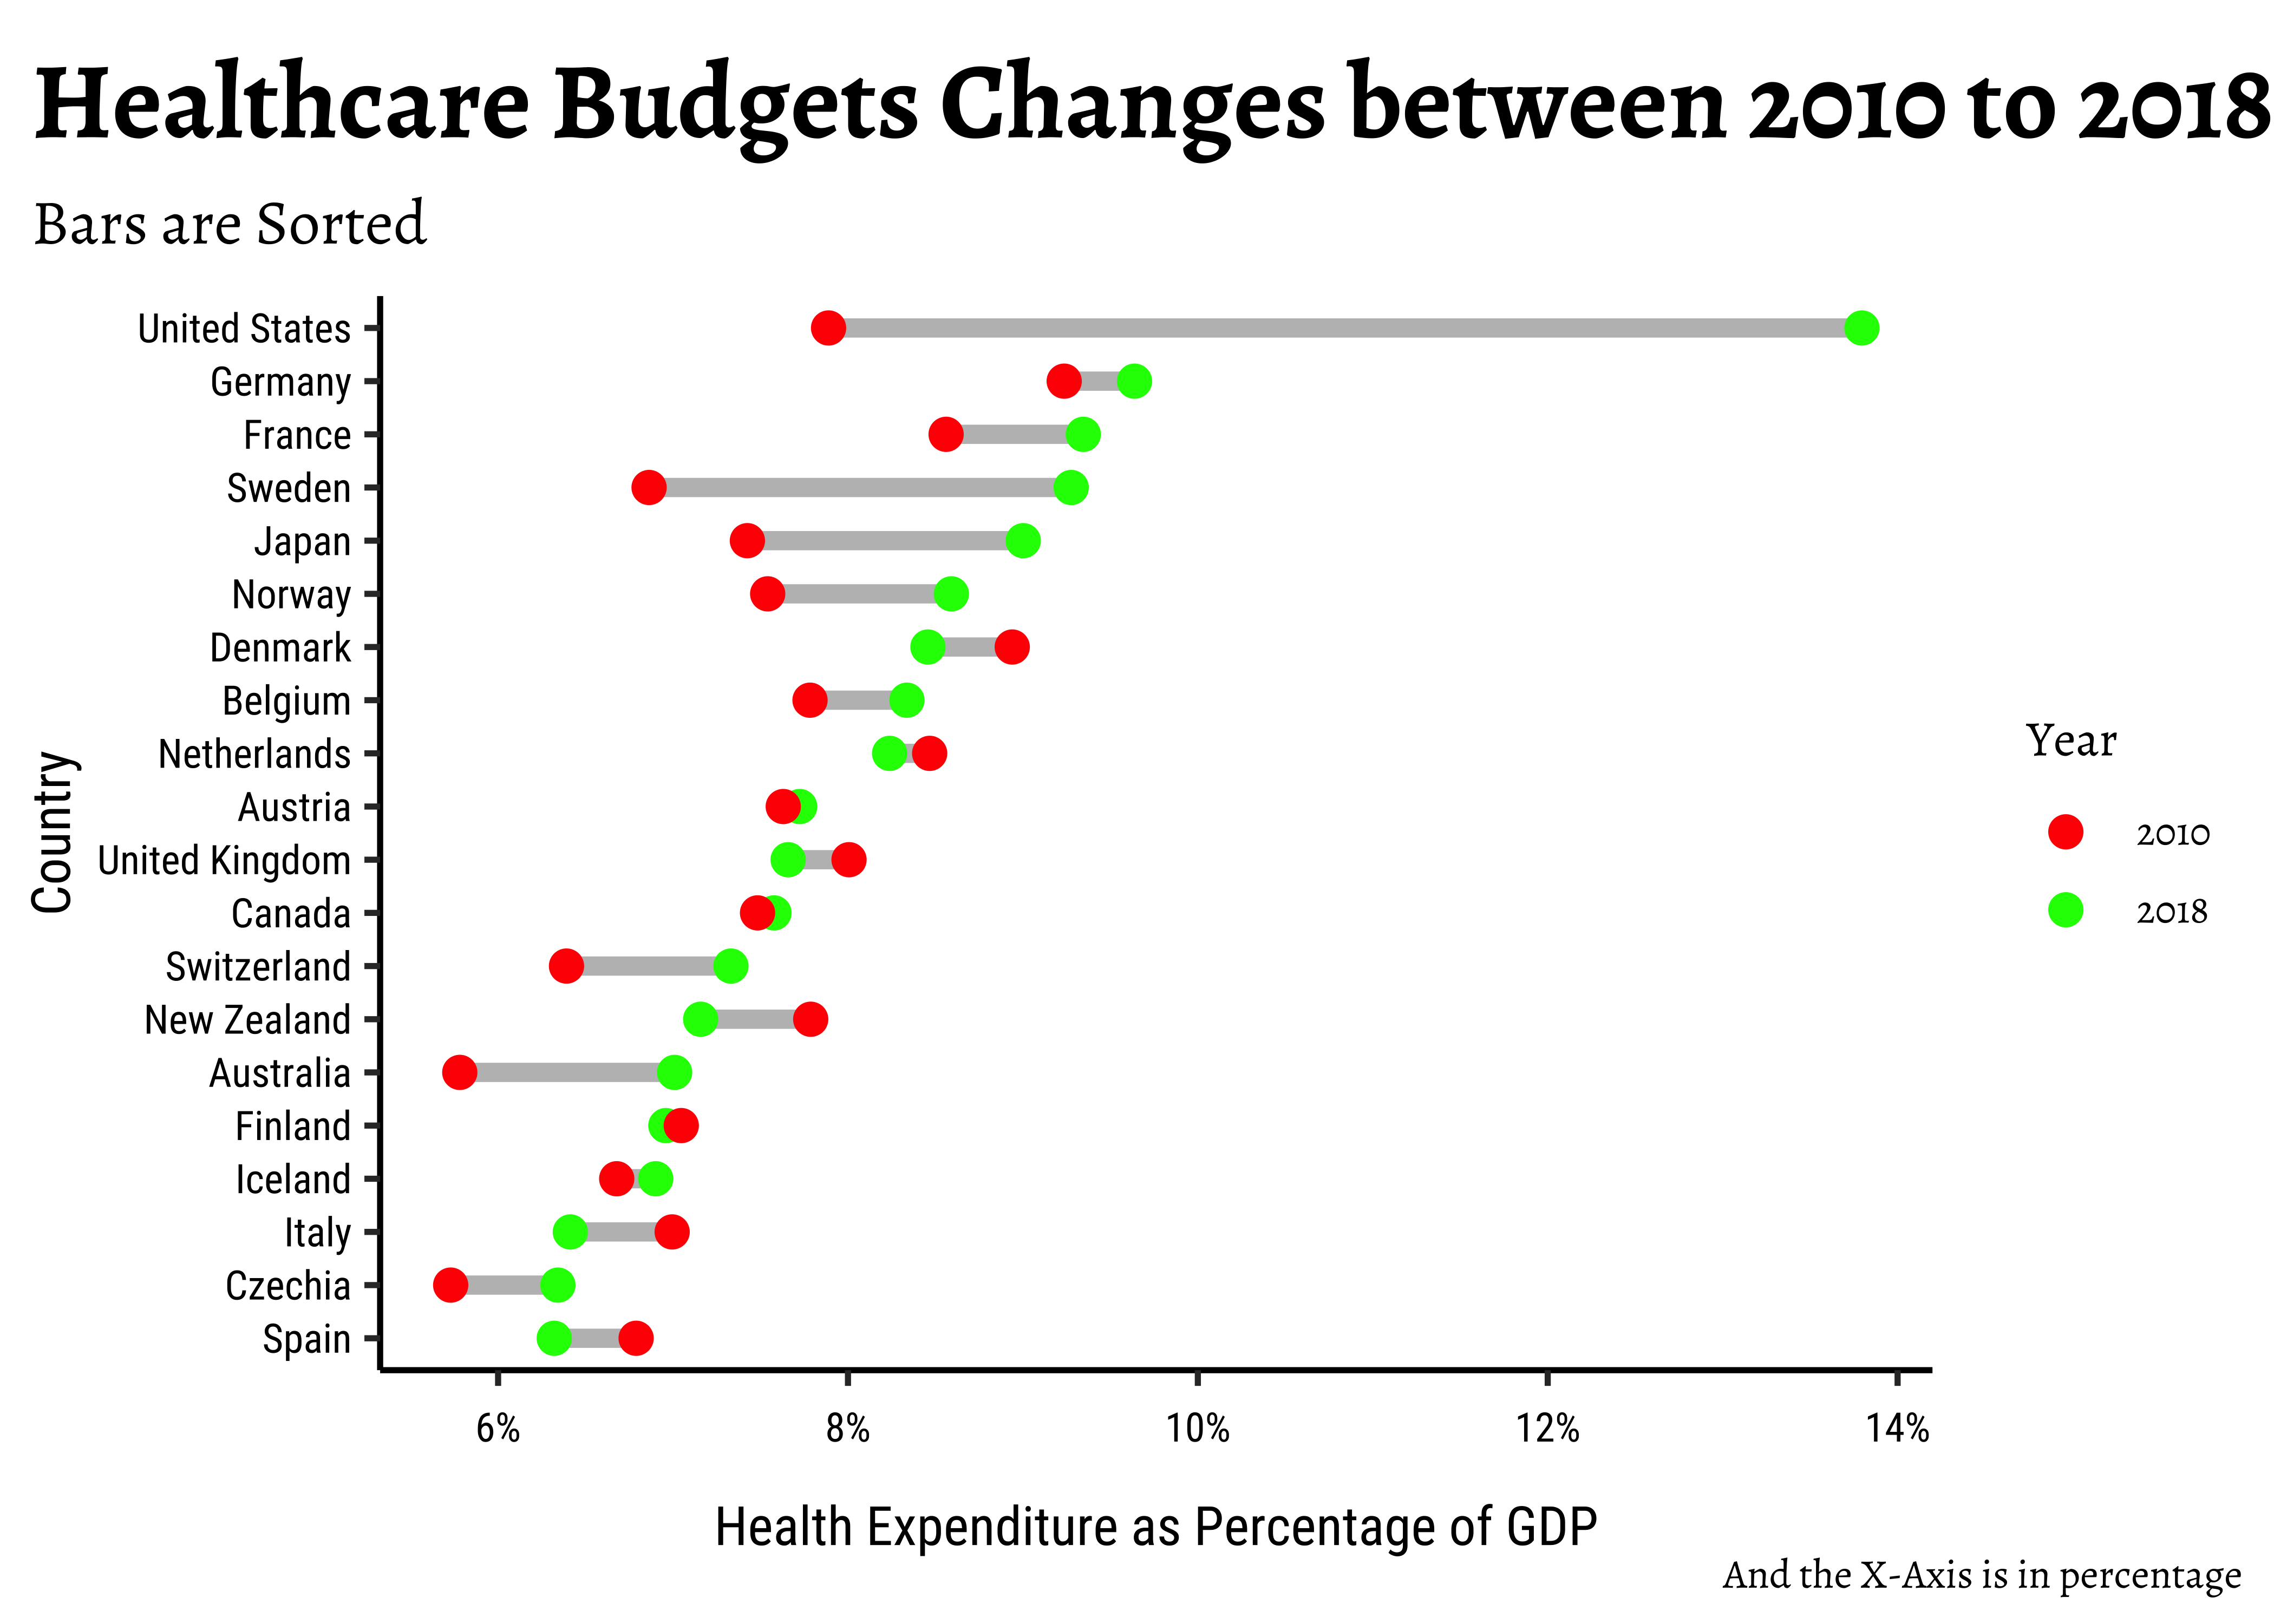 Healthcare Budgets Changes between 2010 to 2018
Bars are Sorted
United States
Germany
France
Sweden
Japan
Norway
Denmark
Belgium
Netherlands
Austria
United Kingdom
Canada
Switzerland
New Zealand
Australia
Finland
Iceland
Italy
Czechia
Spain
Country
Year
2010
2018
6% 8% 10% 12% 14%
Health Expenditure as Percentage of GDP
And the X-Axis is in percentage